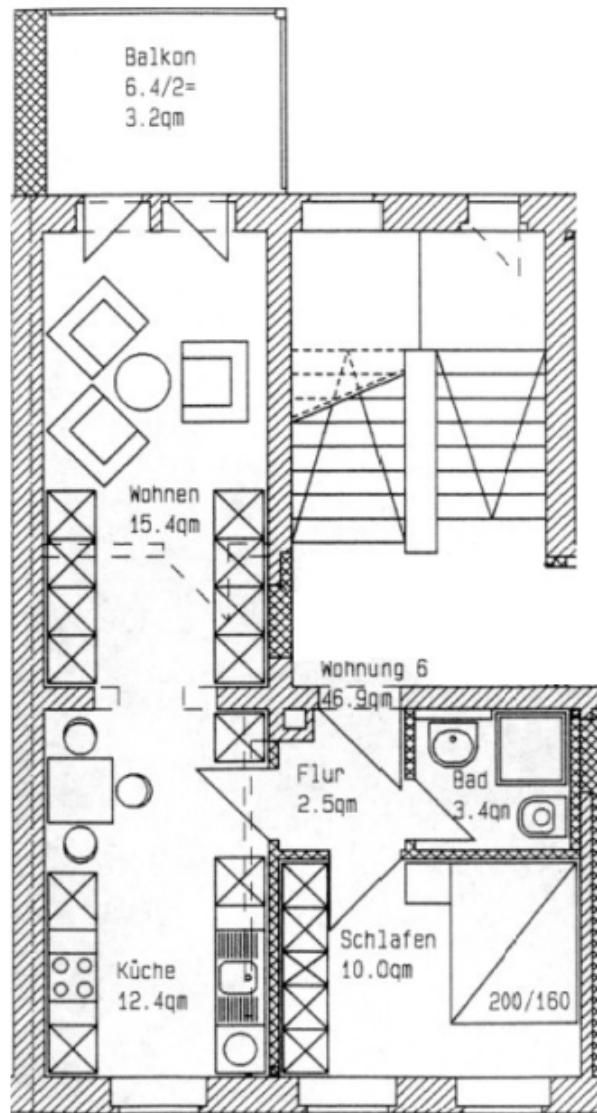 Balkon
6.4/2=
3.2qm
Wohnen
15.4qm
Wohnung 6
46.9qm
Flur
2.5qm
Bad
3.4qm
Schlafen
10.0qm
Küche
12.4qm
200/160